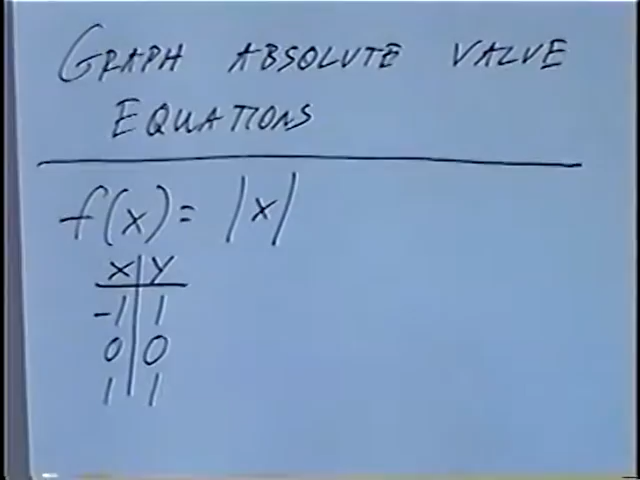 GRAPH ABSOLUTE VALUE
EQUATIONS
f(x) = |x|
X Y
-1 1
0 0
1 1